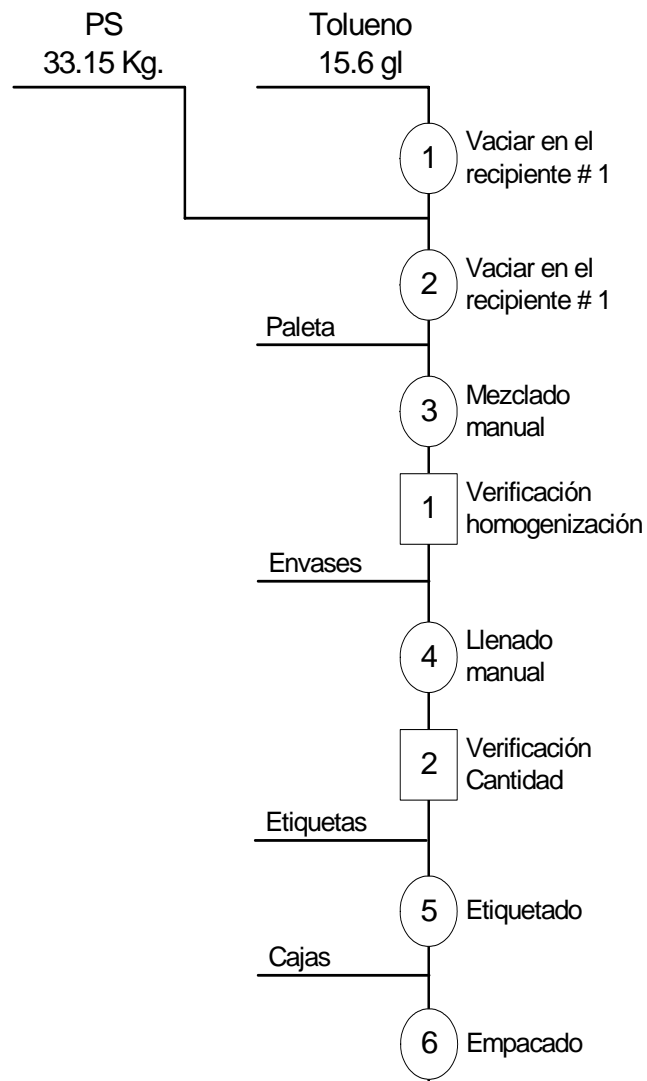 PS
33.15 Kg.
Tolueno
15.6 gl
1
Vaciar en el
recipiente # 1
2
Vaciar en el
recipiente # 1
Paleta
3
Mezclado
manual
1
Verificación
homogenización
Envases
4
Llenado
manual
2
Verificación
Cantidad
Etiquetas
5
Etiquetado
Cajas
6
Empacado